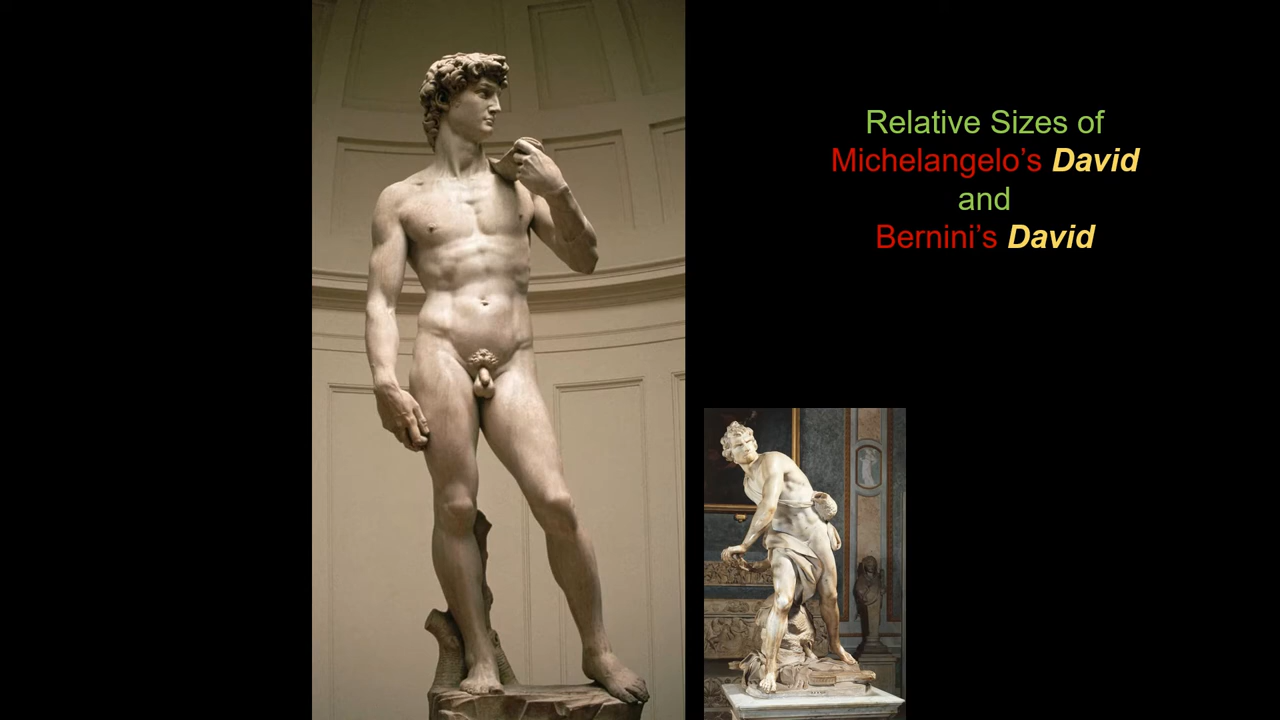 Relative Sizes of
Michelangelo’s David
and
Bernini’s David